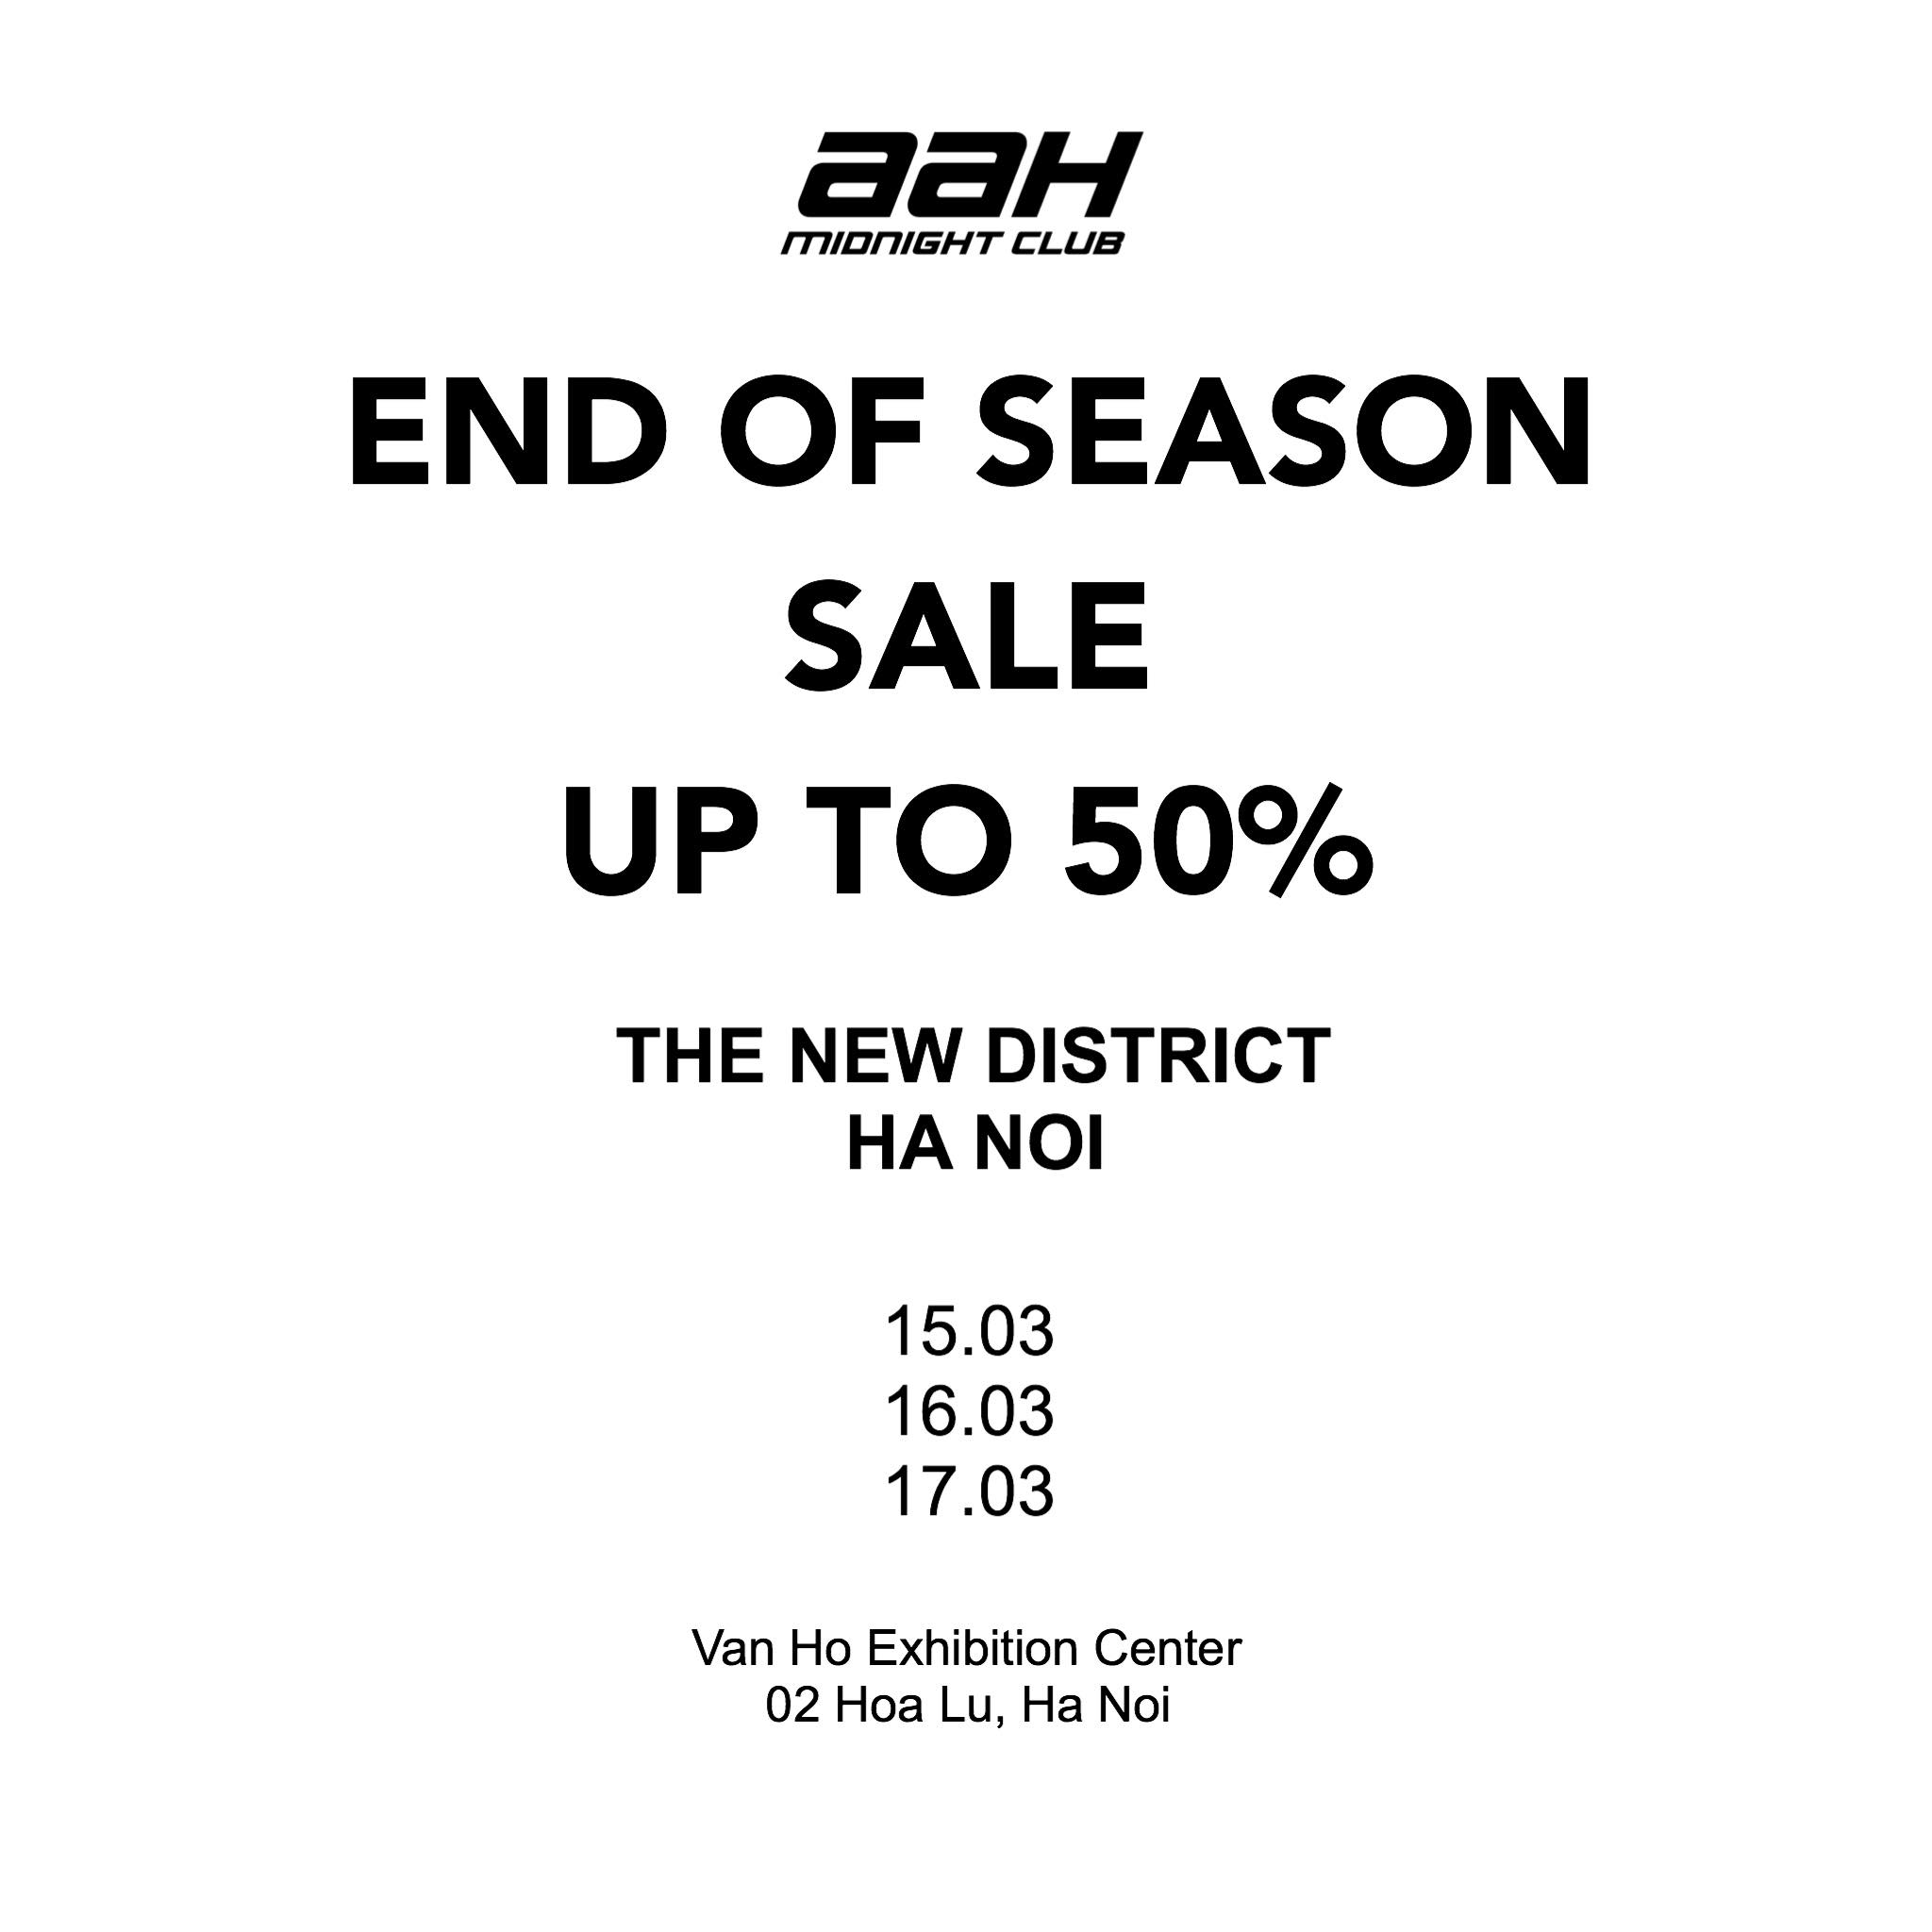 aaH
MIDNIGHT CLUB
END OF SEASON
SALE
UP TO 50%
THE NEW DISTRICT
HA NOI
15.03
16.03
17.03
Van Ho Exhibition Center
02 Hoa Lu, Ha Noi